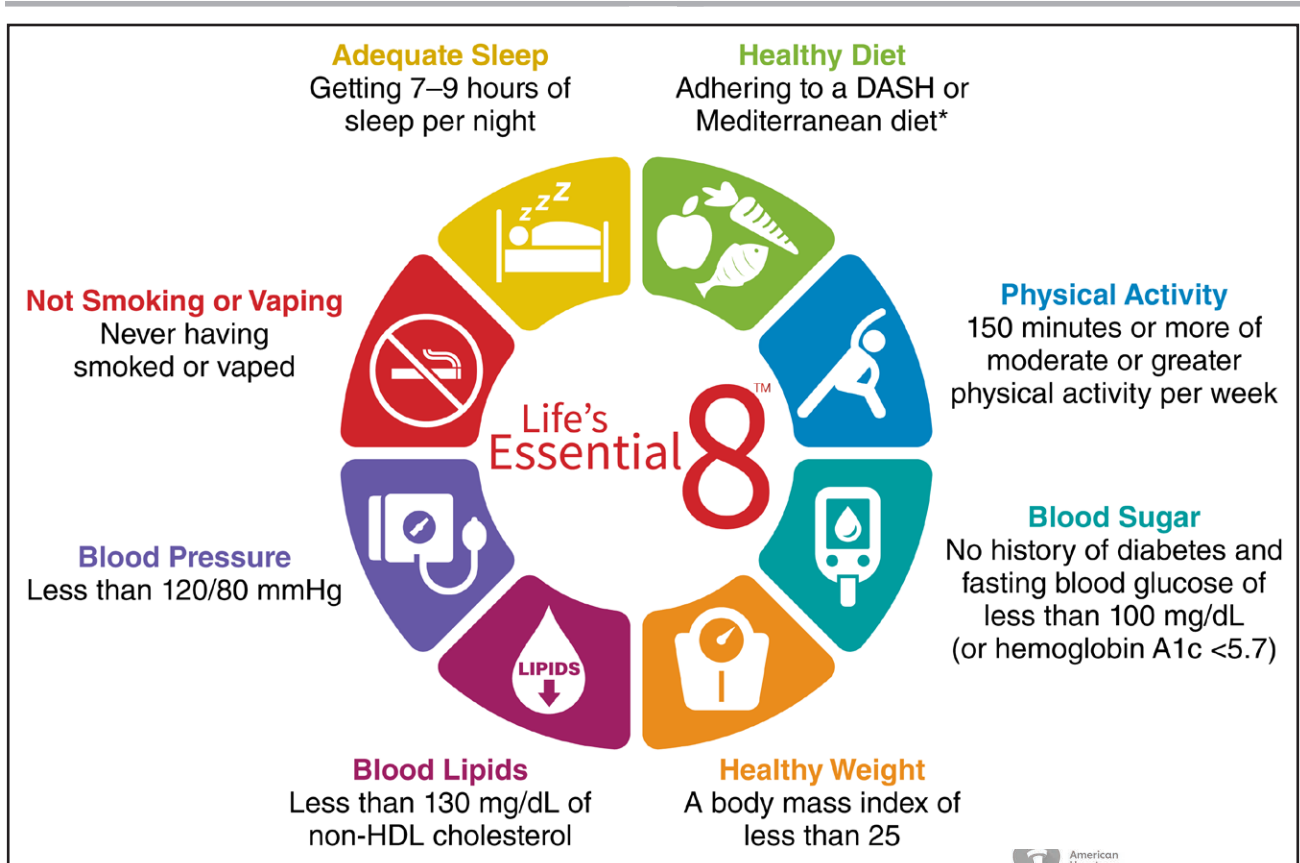 Adequate Sleep
Getting 7–9 hours of
sleep per night
Healthy Diet
Adhering to a DASH or
Mediterranean diet*
z z z
Not Smoking or Vaping
Never having
smoked or vaped
Physical Activity
150 minutes or more of
moderate or greater
physical activity per week
Life's
Essential 8™
Blood Pressure
Less than 120/80 mmHg
Blood Sugar
No history of diabetes and
fasting blood glucose of
less than 100 mg/dL
(or hemoglobin A1c <5.7)
LIPIDS
Blood Lipids
Less than 130 mg/dL of
non-HDL cholesterol
Healthy Weight
A body mass index of
less than 25
American